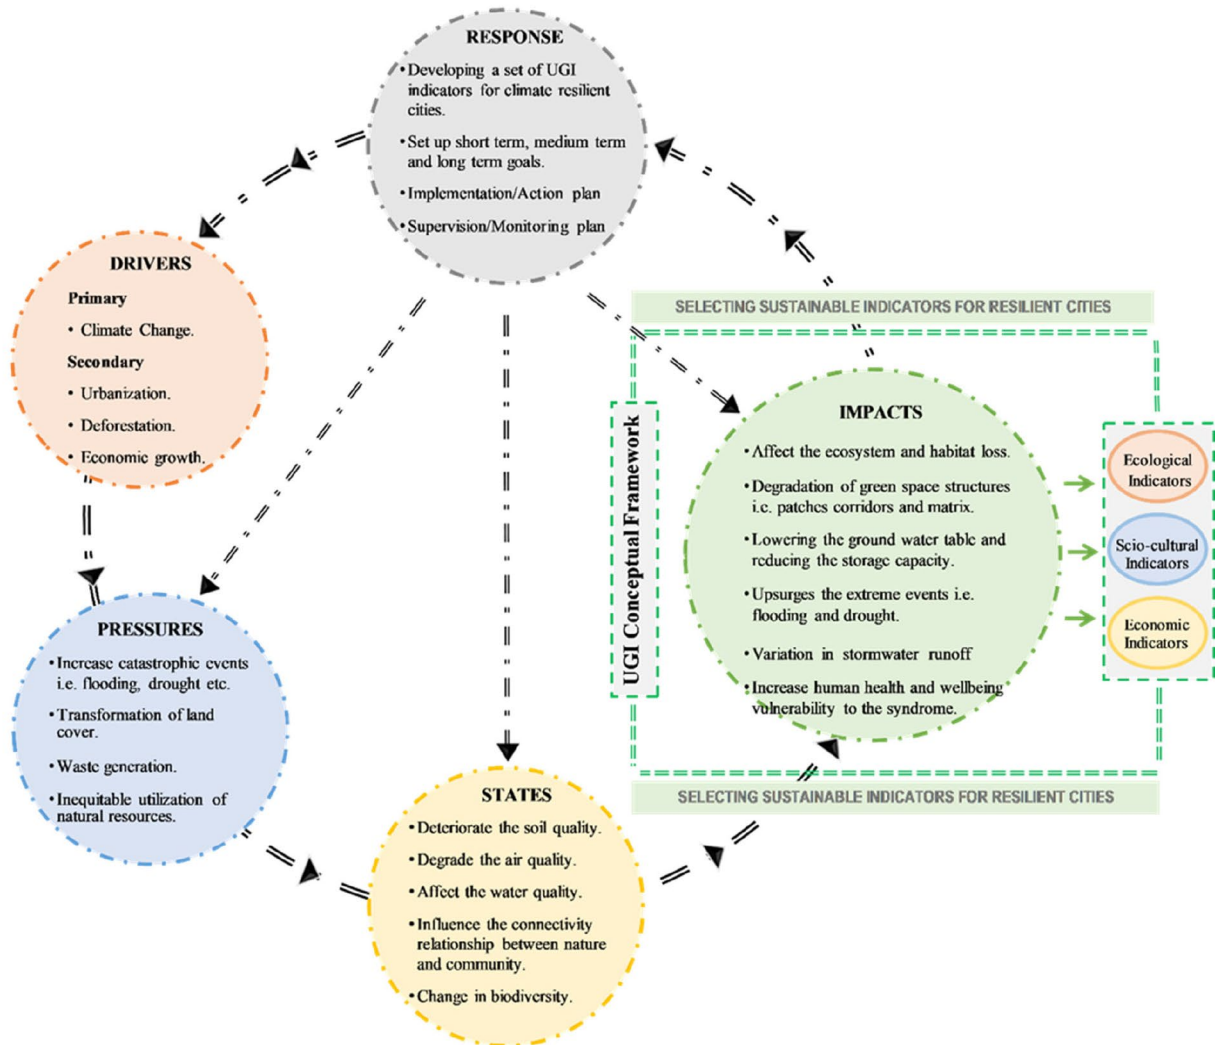 RESPONSE
•Developing a set of UGI
indicators for climate resilient
cities.
•Set up short term, medium term
and long term goals.
•Implementation/Action plan
•Supervision/Monitoring plan
DRIVERS
Primary
• Climate Change.
Secondary
• Urbanization.
• Deforestation.
• Economic growth.
PRESSURES
•Increase catastrophic events
i.e. flooding, drought etc.
•Transformation of land
cover.
•Waste generation.
•Inequitable utilization of
natural resources.
STATES
•Deteriorate the soil quality.
•Degrade the air quality.
•Affect the water quality.
•Influence the connectivity
relationship between nature
and community.
•Change in biodiversity.
SELECTING SUSTAINABLE INDICATORS FOR RESILIENT CITIES
UGI Conceptual Framework
IMPACTS
•Affect the ecosystem and habitat loss.
•Degradation of green space structures
i.e. patches corridors and matrix.
•Lowering the ground water table and
reducing the storage capacity.
•Upsurges the extreme events i.e.
flooding and drought.
•Variation in stormwater runoff
•Increase human health and wellbeing
vulnerability to the syndrome.
Ecological
Indicators
Scio-cultural
Indicators
Economic
Indicators
SELECTING SUSTAINABLE INDICATORS FOR RESILIENT CITIES